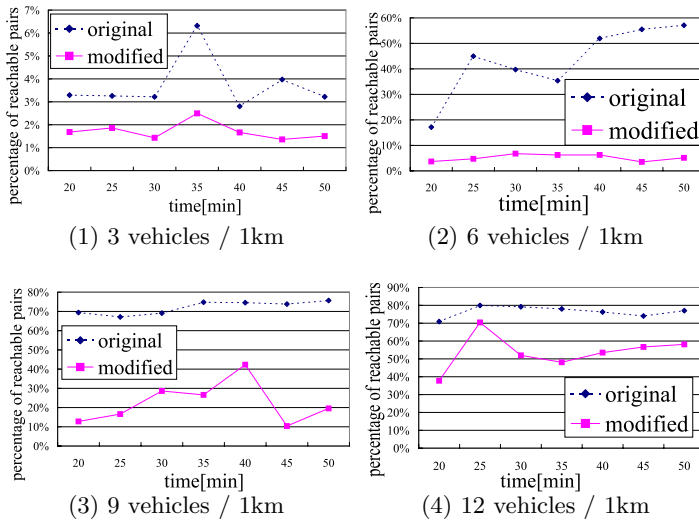 percentage of reachable pairs
7%
6%
5%
4%
3%
2%
1%
0%
original
modified
20 25 30 35 40 45 50
time[min]
(1) 3 vehicles / 1km
percentage of reachable pairs
60%
50%
40%
30%
20%
10%
0%
original
modified
20 25 30 35 40 45 50
time[min]
(2) 6 vehicles / 1km
percentage of reachable pairs
80%
70%
60%
50%
40%
30%
20%
10%
0%
original
modified
20 25 30 35 40 45 50
time[min]
(3) 9 vehicles / 1km
percentage of reachable pairs
90%
80%
70%
60%
50%
40%
30%
20%
10%
0%
original
modified
20 25 30 35 40 45 50
time[min]
(4) 12 vehicles / 1km